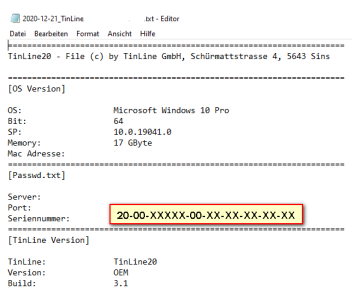 2020-12-21_TinLine .txt - Editor
Datei Bearbeiten Format Ansicht Hilfe
================================================================
TinLine20 - File (c) by TinLine GmbH, Schürmattstrasse 4, 5643 Sins
================================================================
[OS Version]
OS: Microsoft Windows 10 Pro
Bit: 64
SP: 10.0.19041.0
Memory: 17 GByte
Mac Adresse:
================================================================
[Passwd.txt]
Server:
Port:
Seriennummer: 20-00-XXXXX-00-XX-XX-XX-XX-XX
================================================================
[TinLine Version]
TinLine: TinLine20
Version: OEM
Build: 3.1